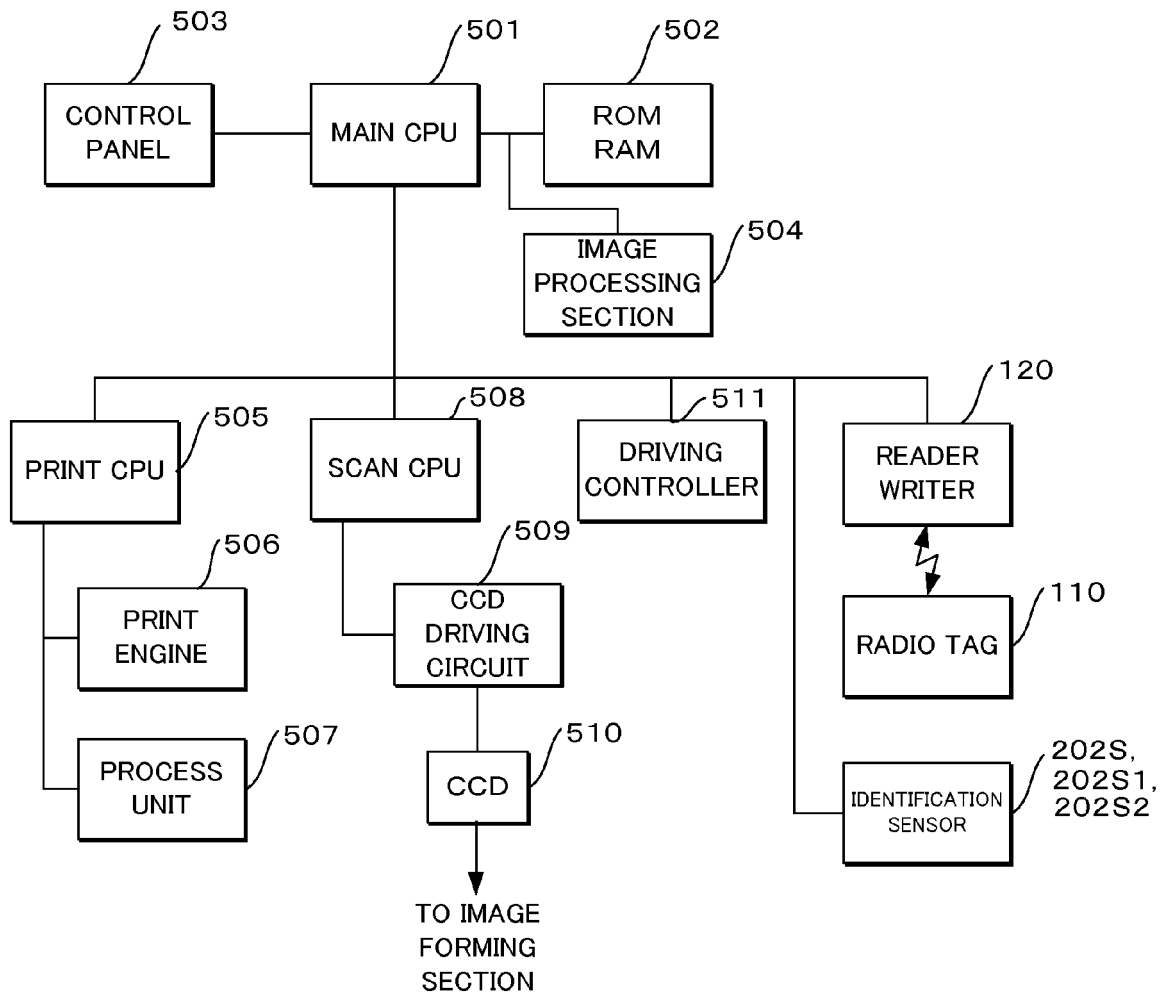 503
501
502
CONTROL
PANEL
MAIN CPU
ROM
RAM
504
IMAGE
PROCESSING
SECTION
505
508
511
120
PRINT CPU
SCAN CPU
DRIVING
CONTROLLER
READER
WRITER
506
509
110
PRINT
ENGINE
CCD
DRIVING
CIRCUIT
RADIO TAG
507
510
202S,
202S1,
202S2
PROCESS
UNIT
CCD
IDENTIFICATION
SENSOR
TO IMAGE
FORMING
SECTION